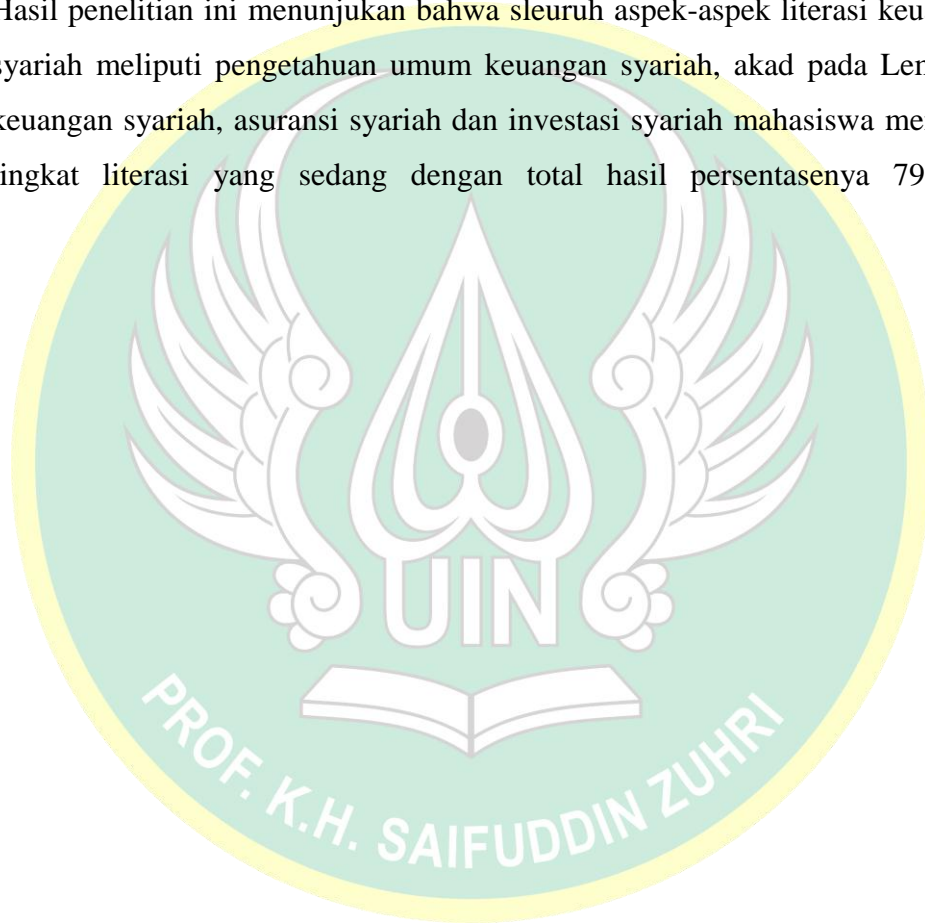 Hasil penelitian ini menunjukan bahwa sleuruh aspek-aspek literasi keu
syariah meliputi pengetahuan umum keuangan syariah, akad pada Len
keuangan syariah, asuransi syariah dan investasi syariah mahasiswa me
tingkat literasi yang sedang dengan total hasil persentasenya 79
UIN
PROF. K.H. SAIFUDDIN ZUHRI